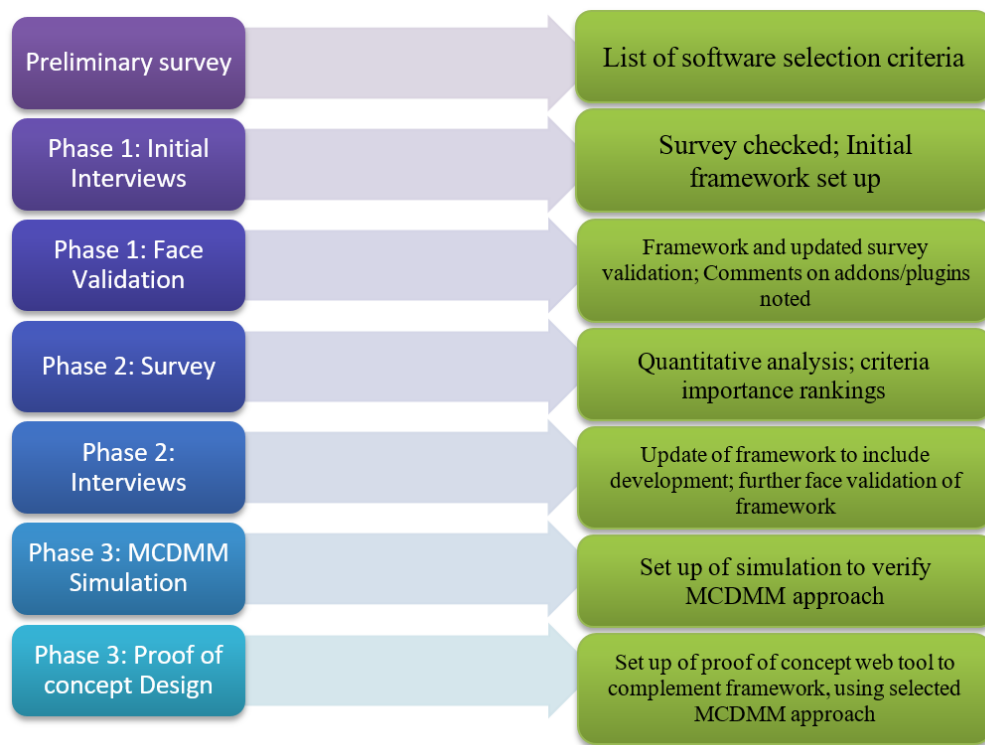 Preliminary survey
List of software selection criteria
Phase 1: Initial
Interviews
Survey checked; Initial
framework set up
Phase 1: Face
Validation
Framework and updated survey
validation; Comments on addons/plugins
noted
Phase 2: Survey
Quantitative analysis; criteria
importance rankings
Phase 2:
Interviews
Update of framework to include
development; further face validation of
framework
Phase 3: MCDMM
Simulation
Set up of simulation to verify
MCDMM approach
Phase 3: Proof of
concept Design
Set up of proof of concept web tool to
complement framework, using selected
MCDMM approach